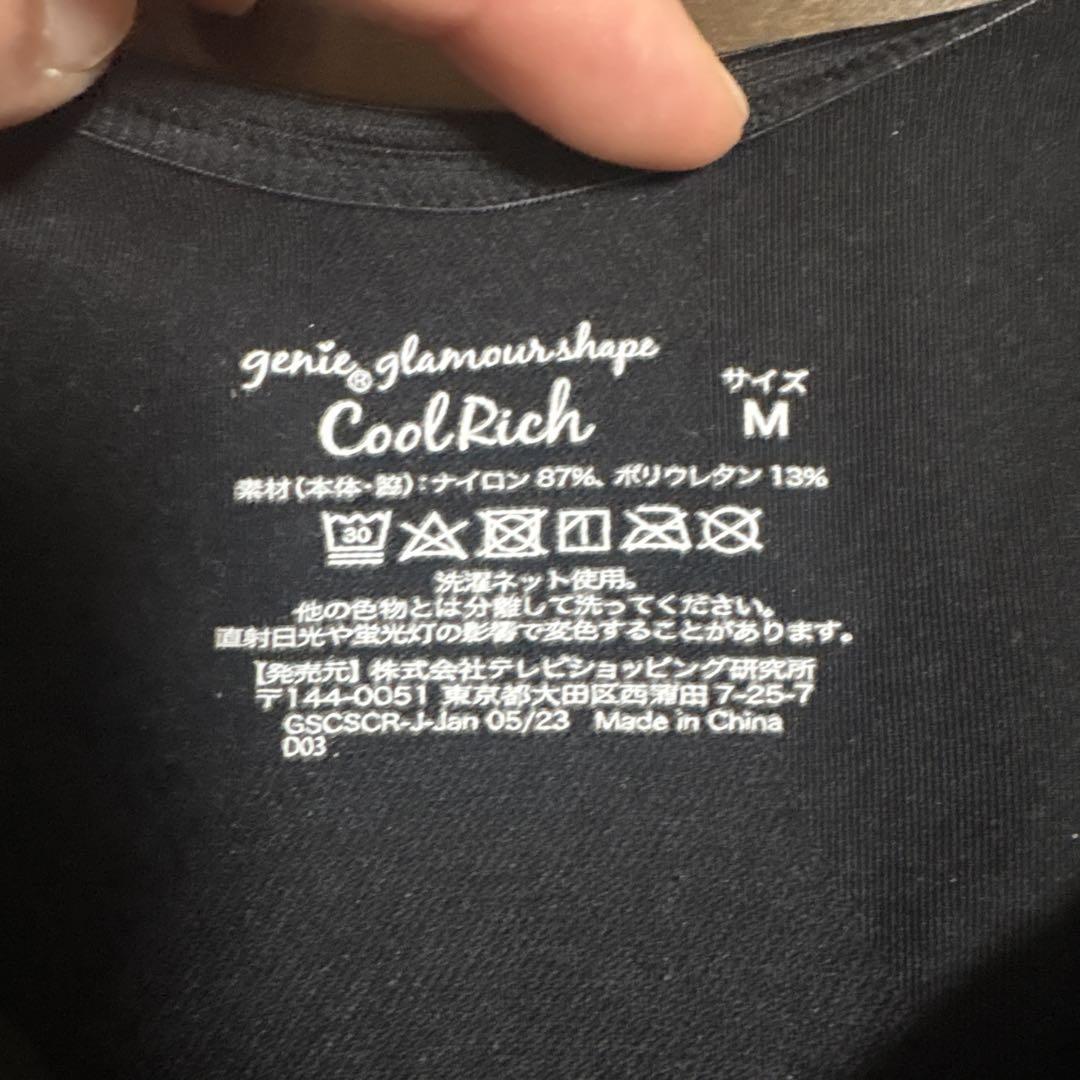 genie® glamourshape
CoolRich
サイズ
M
素材(本体・脇):ナイロン 87%、ポリウレタン 13%
30
洗濯ネット使用。
他の色物とは分離して洗ってください。
直射日光や蛍光灯の影響で変色することがあります。
【発売元】株式会社テレビショッピング研究所
〒144-0051 東京都大田区西蒲田 7-25-7
GSCSCR-J-Jan 05/23 Made in China
D03